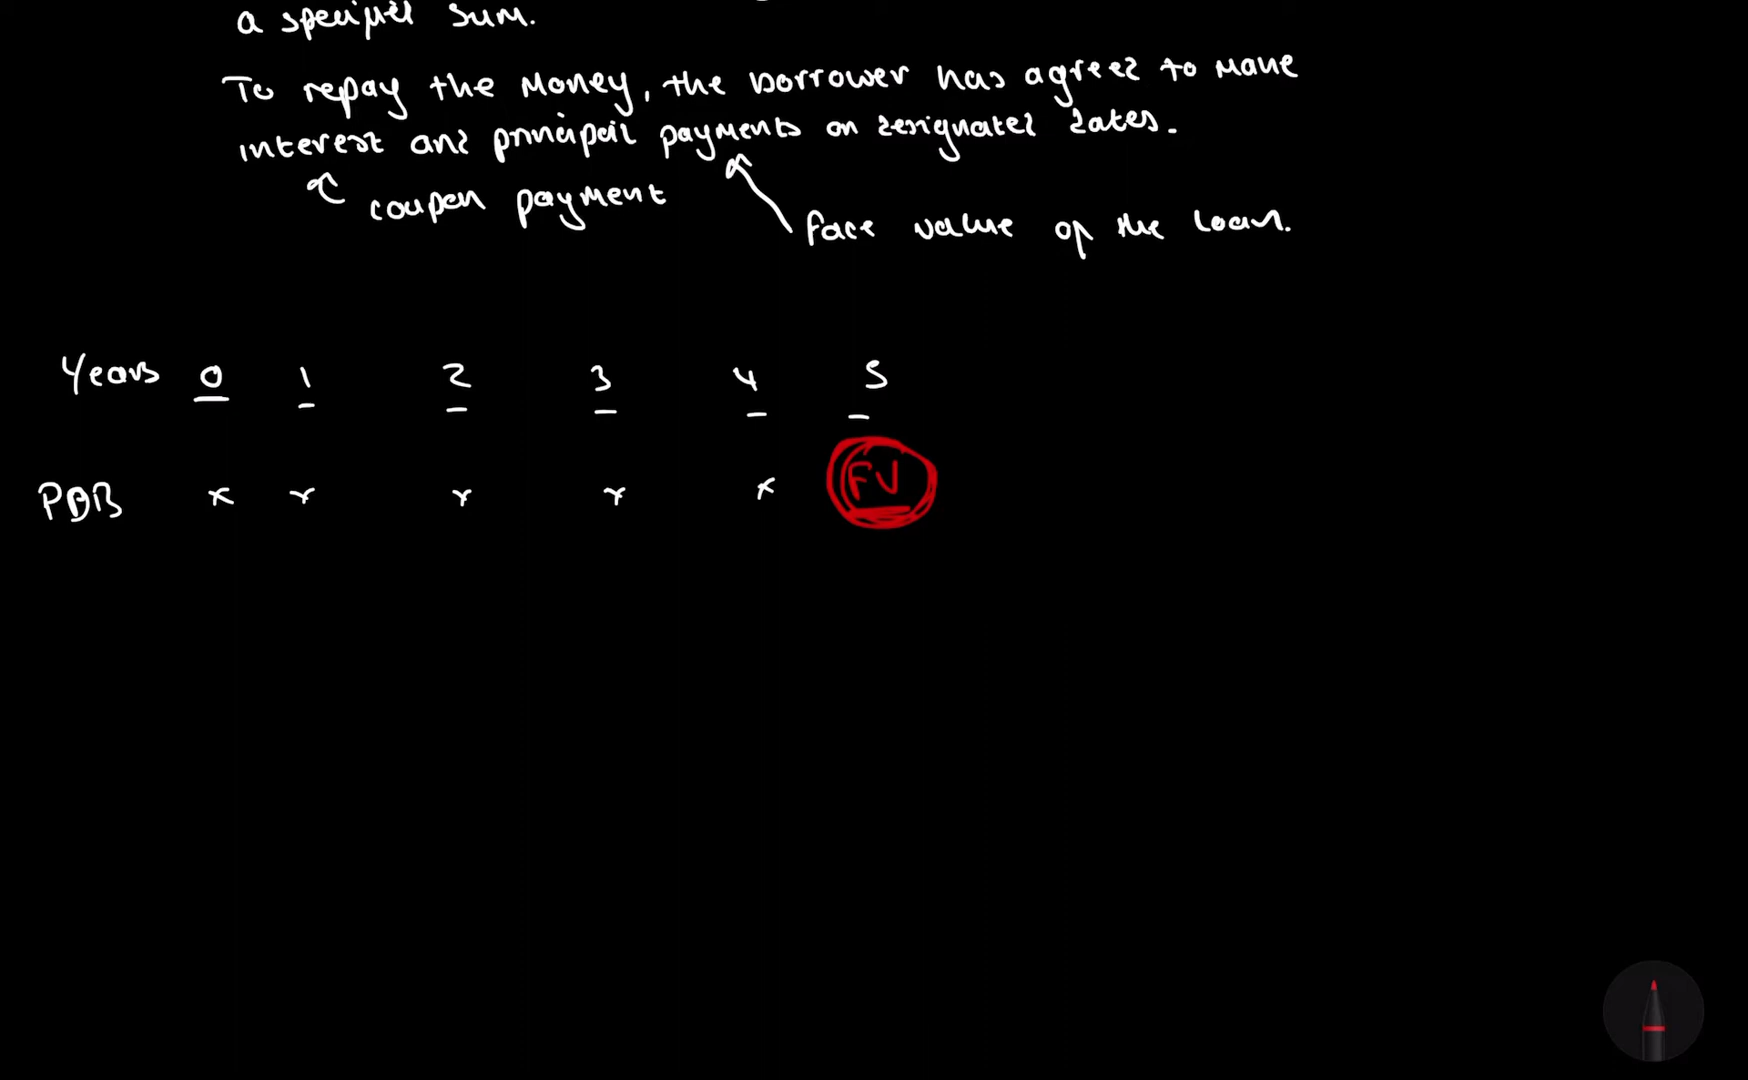 a specified sum.
To repay the money, the borrower has agreed to make
interest and principal payments on designated dates.
coupon payment
face value of the loan.
Years 0 1 2 3 4 5
PDB x x x x x FV